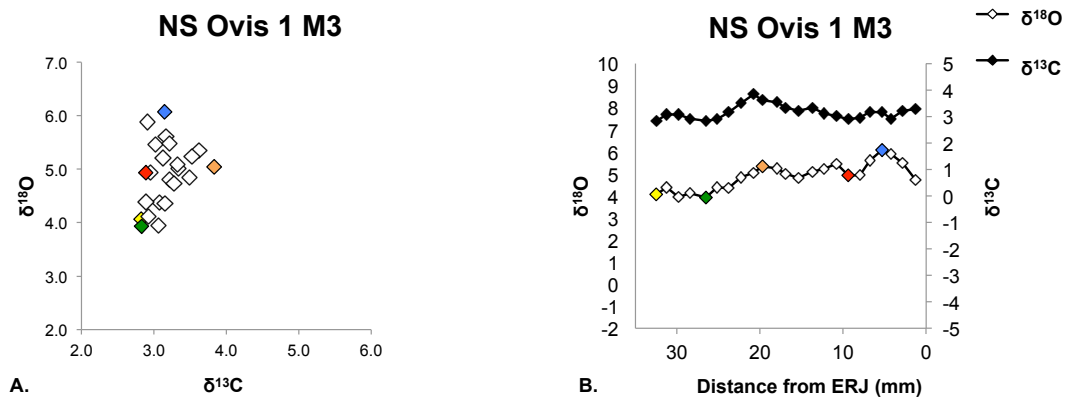 NS Ovis 1 M3
7.0
6.0
5.0
4.0
3.0
2.0
δ¹⁸O
2.0 3.0 4.0 5.0 6.0
A. δ¹³C
NS Ovis 1 M3
δ¹⁸O
δ¹³C
10
9
8
7
6
5
4
3
2
1
0
-1
-2
δ¹⁸O
5
4
3
2
1
0
-1
-2
-3
-4
-5
δ¹³C
30 20 10 0
B. Distance from ERJ (mm)